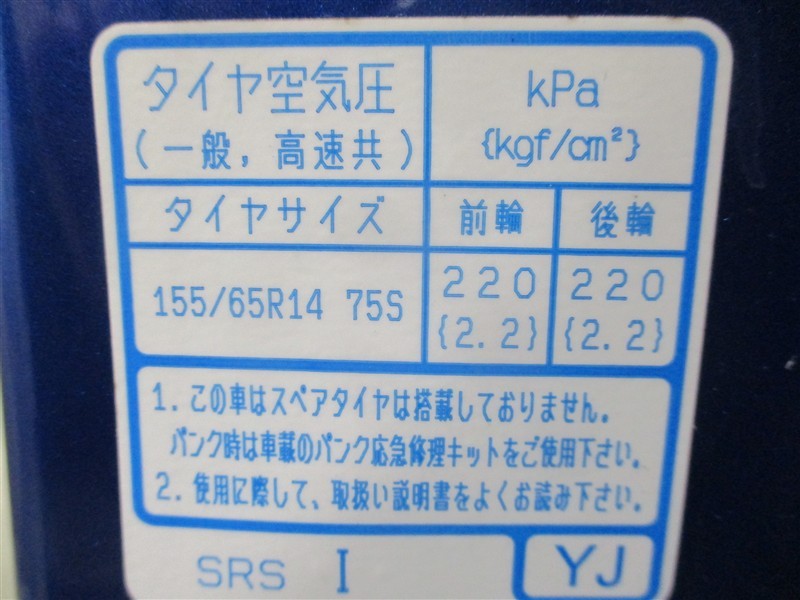 タイヤ空気圧
(一般,高速共)
kPa
{kgf/cm²}
タイヤサイズ 前輪 後輪
155/65R14 75S 220 220
{2.2} {2.2}
1.この車はスペアタイヤは搭載しておりません。
パンク時は車載のパンク応急修理キットをご使用下さい。
2.使用に際して、取扱い説明書をよくお読み下さい。
SRS I YJ